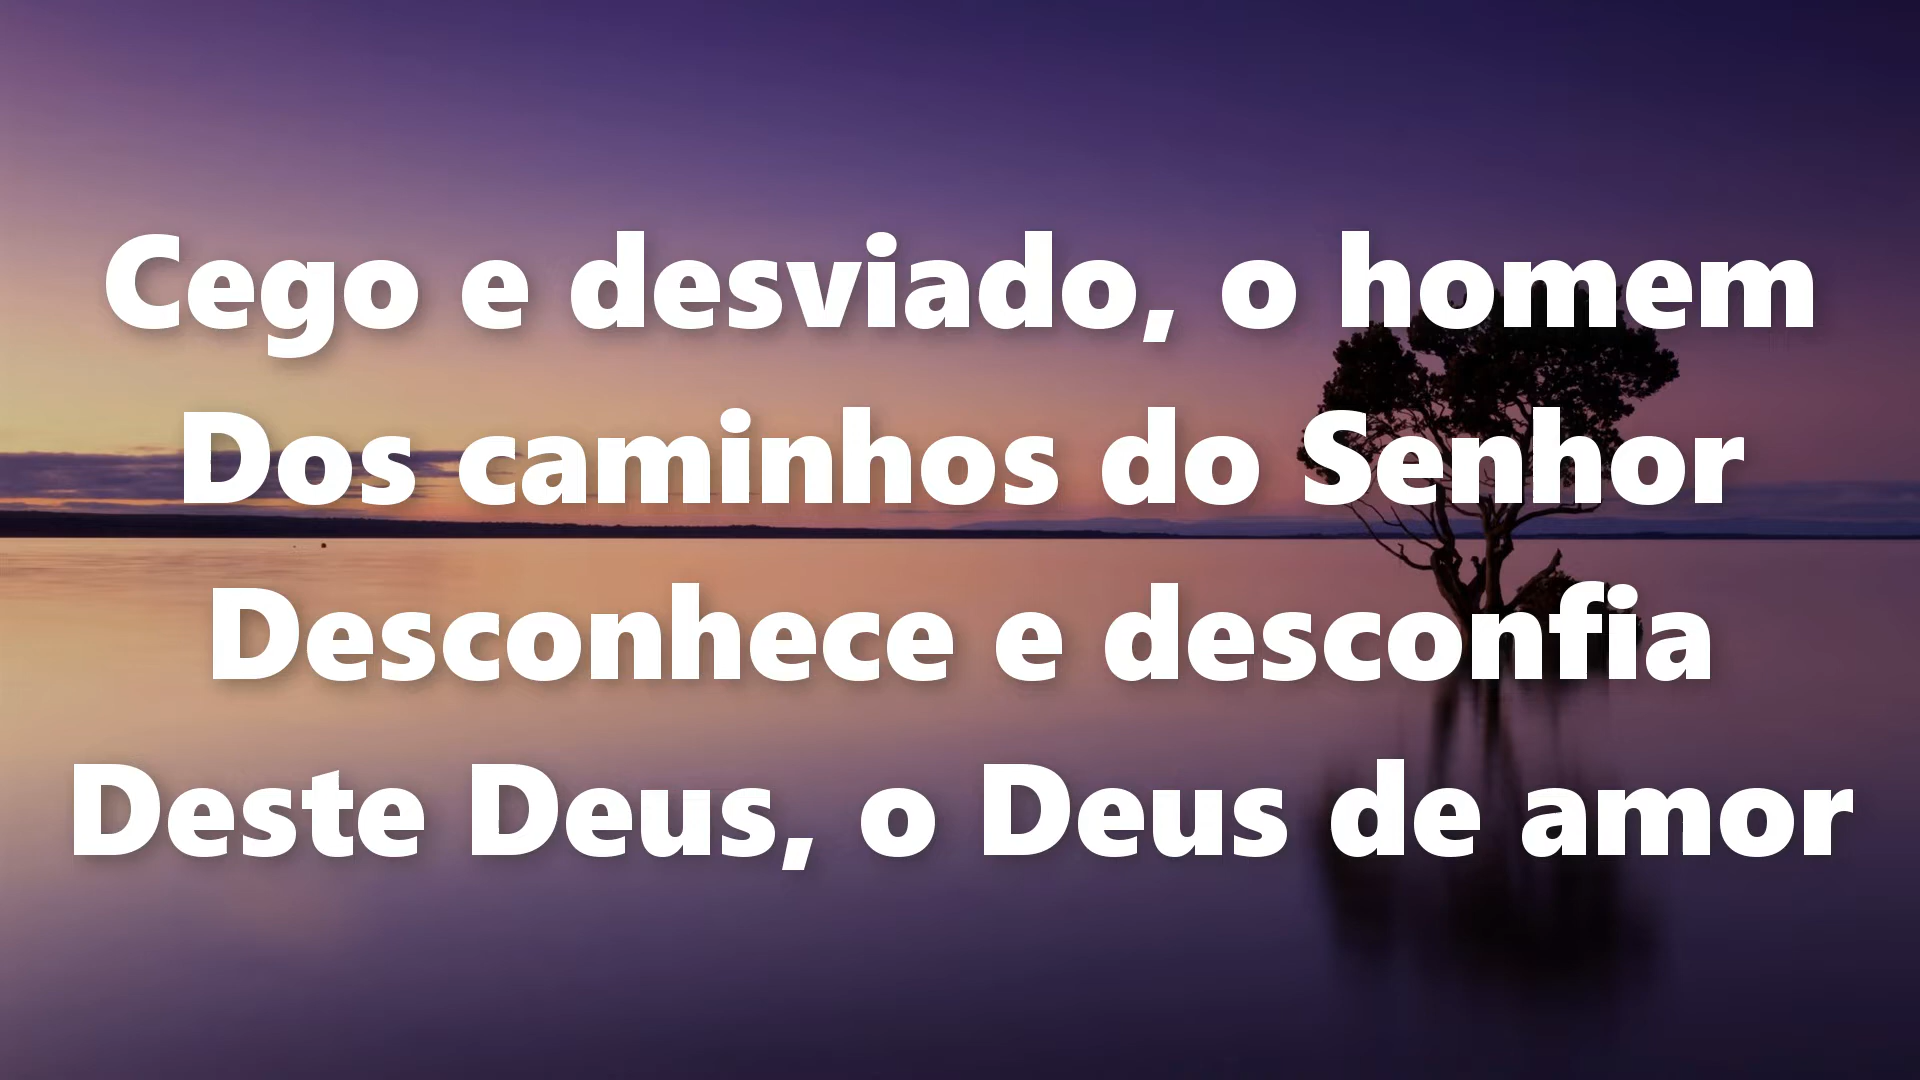 Cego e desviado, o homem
Dos caminhos do Senhor
Desconhece e desconfia
Deste Deus, o Deus de amor